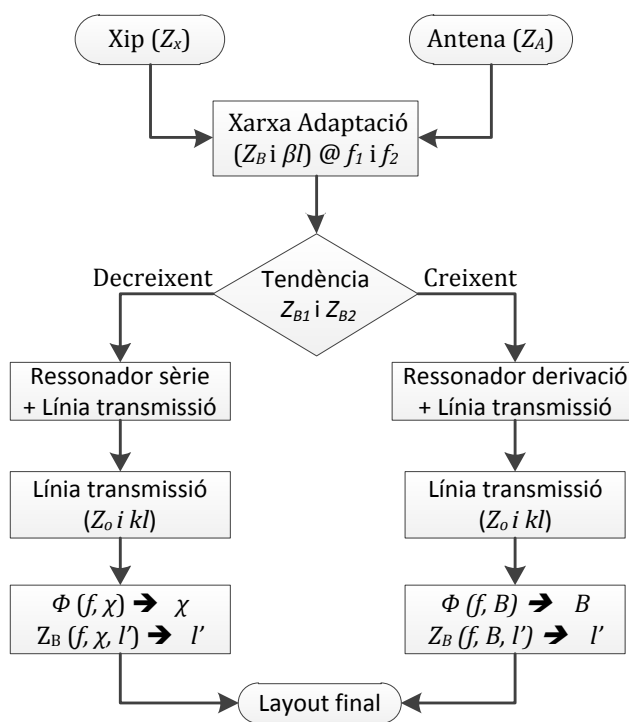 Xip (Zx)
Antena (ZA)
Xarxa Adaptació
(ZB i βl) @ f1 i f2
Decreixent
Tendència
ZB1 i ZB2
Creixent
Ressonador sèrie
+ Línia transmissió
Ressonador derivació
+ Línia transmissió
Línia transmissió
(Zo i kl)
Línia transmissió
(Zo i kl)
Φ (f, χ) ➔ χ
ZB (f, χ, l’) ➔ l’
Φ (f, B) ➔ B
ZB (f, B, l’) ➔ l’
Layout final